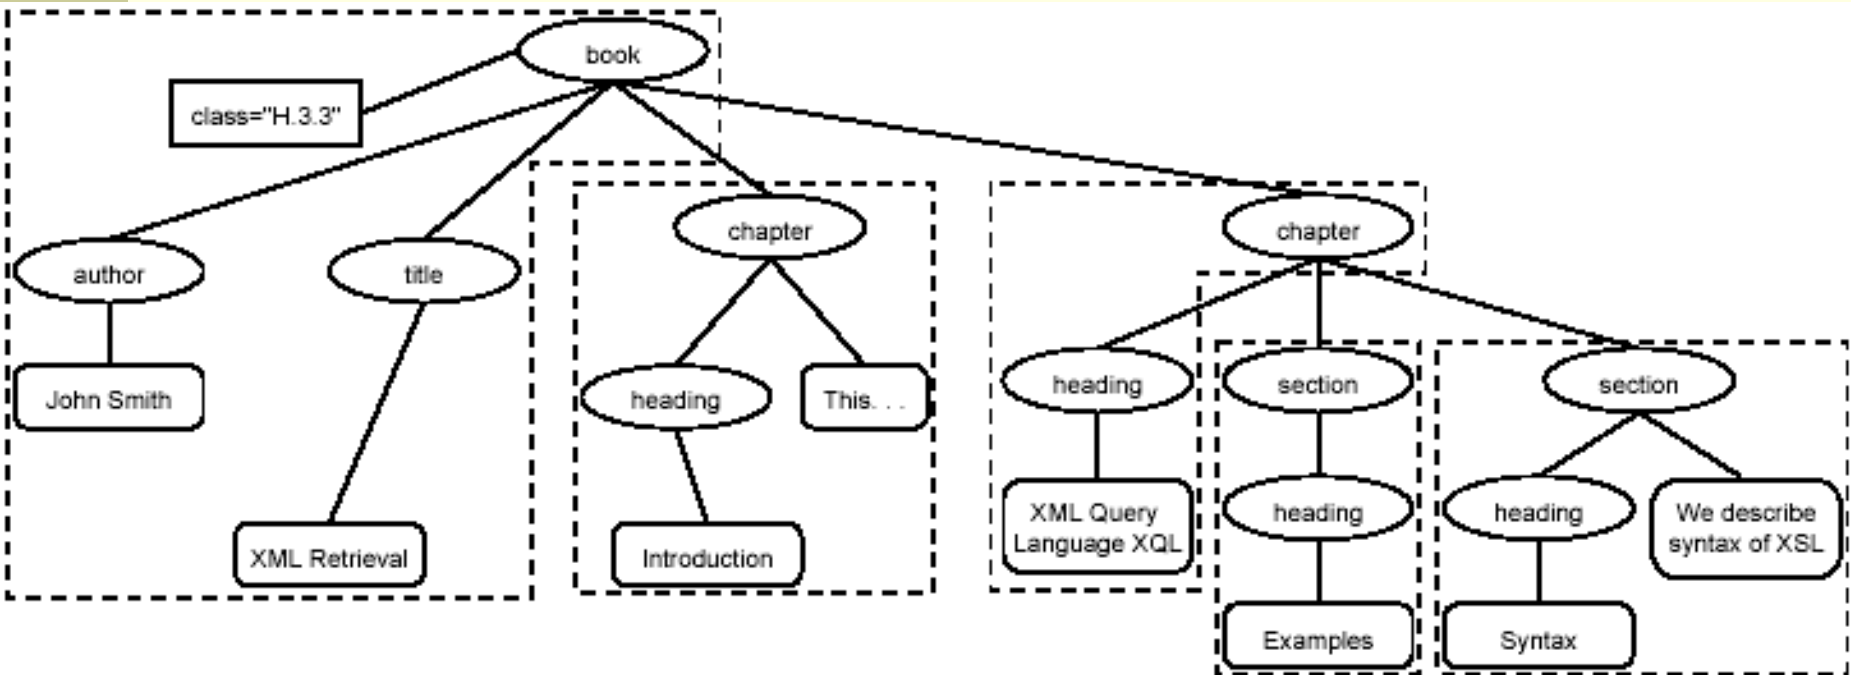 book
class="H.3.3"
chapter
chapter
author
title
heading
section
section
John Smith
heading
This. . .
XML Query
Language XQL
heading
heading
We describe
syntax of XSL
XML Retrieval
Introduction
Examples
Syntax